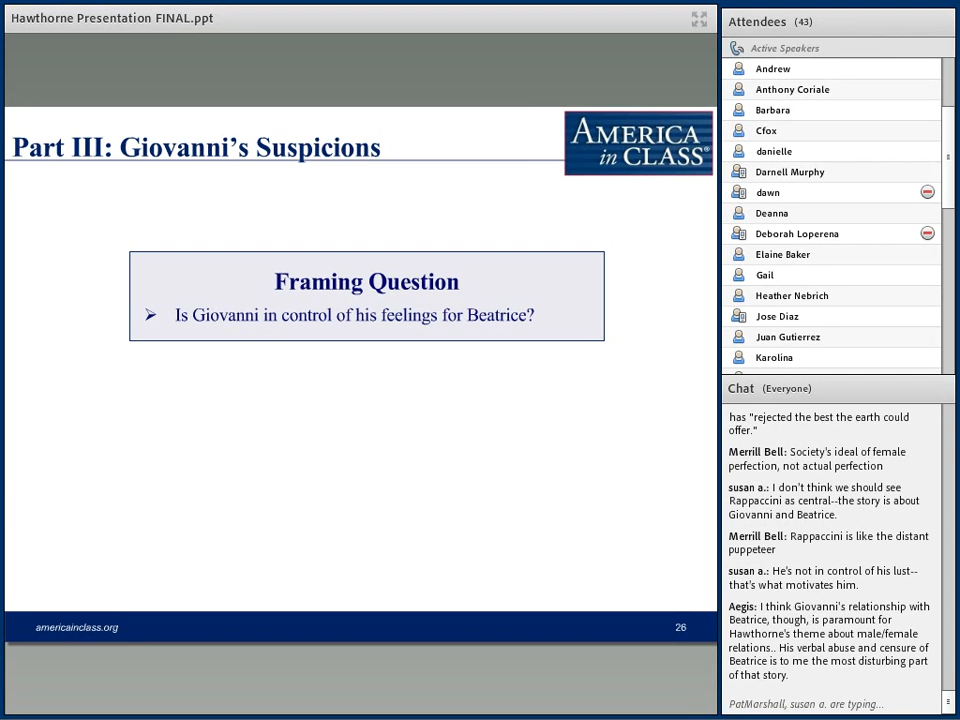 Hawthorne Presentation FINAL.ppt
Part III: Giovanni's Suspicions
AMERICA
in CLASS®
Framing Question
➢ Is Giovanni in control of his feelings for Beatrice?
americainclass.org
26
Attendees (43)
Active Speakers
Andrew
Anthony Coriale
Barbara
Cfox
danielle
Darnell Murphy
dawn
Deanna
Deborah Loperena
Elaine Baker
Gail
Heather Nebrich
Jose Diaz
Juan Gutierrez
Karolina
Chat (Everyone)
has "rejected the best the earth could
offer."
Merrill Bell: Society's ideal of female
perfection, not actual perfection
susan a.: I don't think we should see
Rappaccini as central--the story is about
Giovanni and Beatrice.
Merrill Bell: Rappaccini is like the distant
puppeteer
susan a.: He's not in control of his lust--
that's what motivates him.
Aegis: I think Giovanni's relationship with
Beatrice, though, is paramount for
Hawthorne's theme about male/female
relations.. His verbal abuse and censure of
Beatrice is to me the most disturbing part
of that story.
PatMarshall, susan a. are typing...